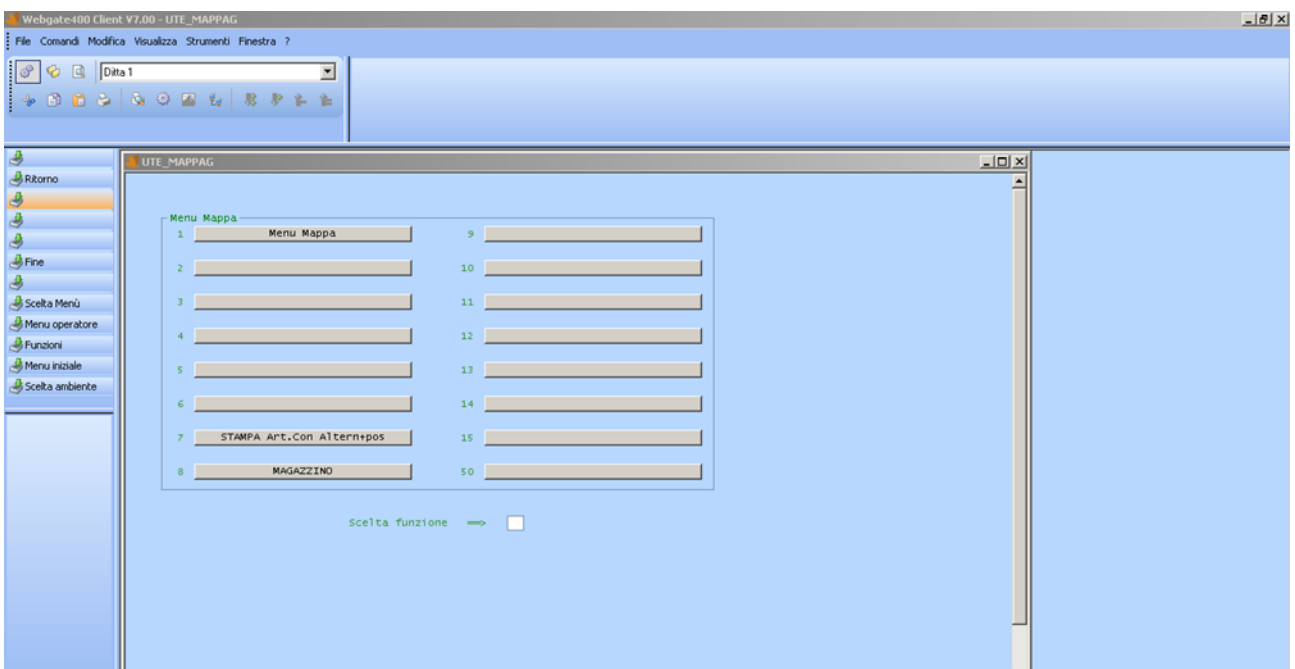 Webgate400 Client V7.00 - UTE_MAPPAG
File Comandi Modifica Visualizza Strumenti Finestra ?
Ditta 1
UTE_MAPPAG
Ritorno
Fine
Scelta Menù
Menu operatore
Funzioni
Menu iniziale
Scelta ambiente
Menu Mappa
1 Menu Mappa 9
2 10
3 11
4 12
5 13
6 14
7 STAMPA Art.Con Altern+pos 15
8 MAGAZZINO 50
Scelta funzione ==>